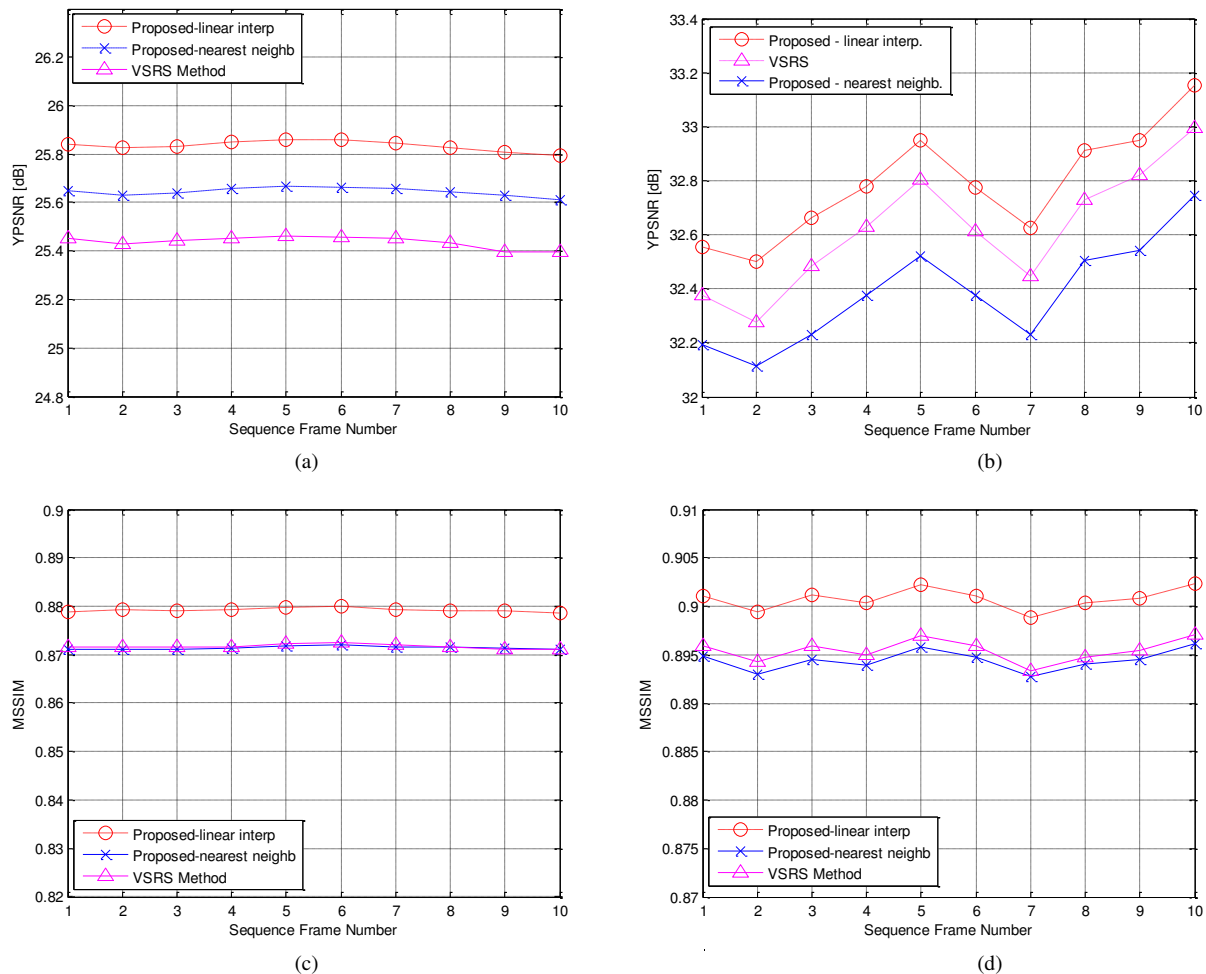 Proposed-linear interp
Proposed-nearest neighb
VSRS Method
26.2
26
25.8
25.6
25.4
25.2
25
24.8
YPSNR [dB]
1 2 3 4 5 6 7 8 9 10
Sequence Frame Number
(a)
Proposed - linear interp.
VSRS
Proposed - nearest neighb.
33.4
33.2
33
32.8
32.6
32.4
32.2
32
YPSNR [dB]
1 2 3 4 5 6 7 8 9 10
Sequence Frame Number
(b)
0.9
0.89
0.88
0.87
0.86
0.85
0.84
0.83
0.82
MSSIM
Proposed-linear interp
Proposed-nearest neighb
VSRS Method
1 2 3 4 5 6 7 8 9 10
Sequence Frame Number
(c)
0.91
0.905
0.9
0.895
0.89
0.885
0.88
0.875
0.87
MSSIM
Proposed-linear interp
Proposed-nearest neighb
VSRS Method
1 2 3 4 5 6 7 8 9 10
Sequence Frame Number
(d)